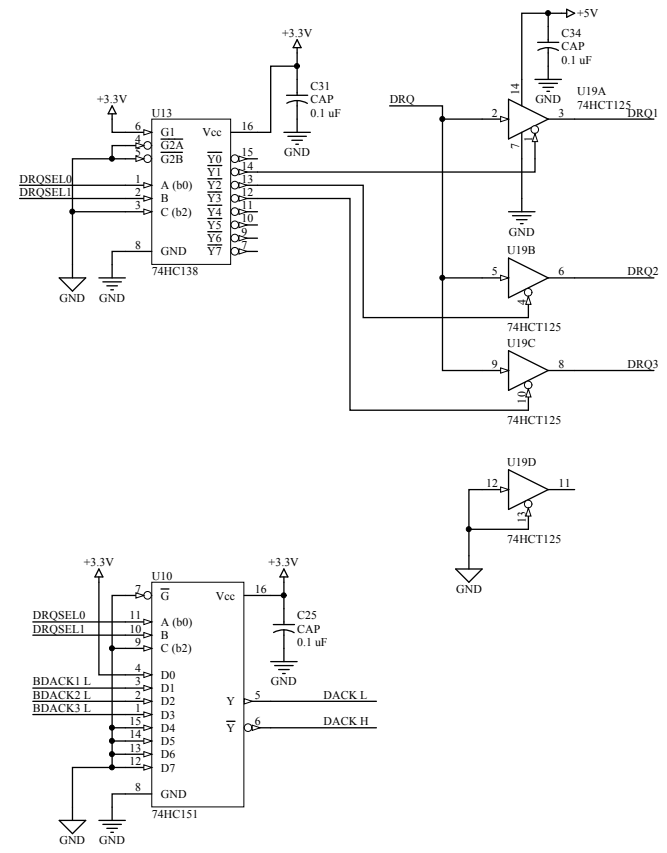 +5V
C34
CAP
0.1 uF
GND
+3.3V
C31
CAP
0.1 uF
GND
DRQ
14
U19A
74HCT125
2
3
DRQ1
1
7
GND
+3.3V
U13
6 G1 Vcc 16
4 G2A
5 G2B Y0 15
Y1 14
DRQSEL0 1 A (b0) Y2 13
DRQSEL1 2 B Y3 12
3 C (b2) Y4 11
Y5 10
Y6 9
8 GND Y7 7
74HC138
GND
GND
U19B
5
6
DRQ2
4
74HCT125
U19C
9
8
DRQ3
10
74HCT125
U19D
12
11
13
74HCT125
GND
+3.3V
+3.3V
U10
7 G Vcc 16
C25
CAP
0.1 uF
GND
DRQSEL0 11 A (b0)
DRQSEL1 10 B
9 C (b2)
4 D0
BDACK1 L 3 D1
BDACK2 L 2 D2 Y 5 DACK L
BDACK3 L 1 D3
15 D4 Y 6 DACK H
14 D5
13 D6
12 D7
8 GND
74HC151
GND
GND